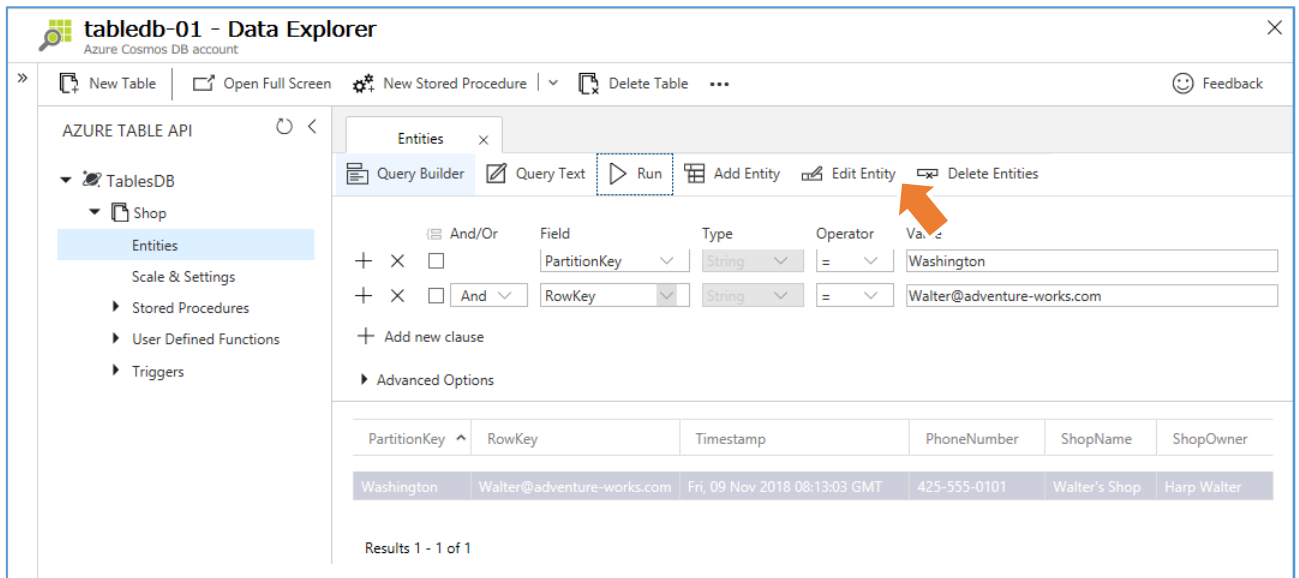 tabledb-01 - Data Explorer
Azure Cosmos DB account
New Table Open Full Screen New Stored Procedure Delete Table ••• Feedback
AZURE TABLE API
TablesDB
Shop
Entities
Scale & Settings
Stored Procedures
User Defined Functions
Triggers
Entities
Query Builder Query Text Run Add Entity Edit Entity Delete Entities
And/Or Field Type Operator
PartitionKey String = Washington
And RowKey String = Walter@adventure-works.com
Add new clause
Advanced Options
PartitionKey RowKey Timestamp PhoneNumber ShopName ShopOwner
Washington Walter@adventure-works.com Fri, 09 Nov 2018 08:13:03 GMT 425-555-0101 Walter's Shop Harp Walter
Results 1 - 1 of 1